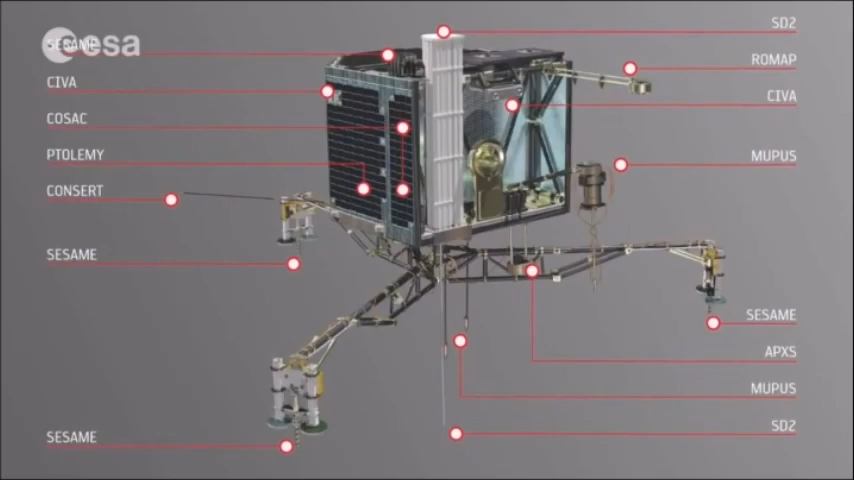 esa
SESAME
CIVA
COSAC
PTOLEMY
CONSERT
SESAME
SESAME
SD2
ROMAP
CIVA
MUPUS
SESAME
APXS
MUPUS
SD2